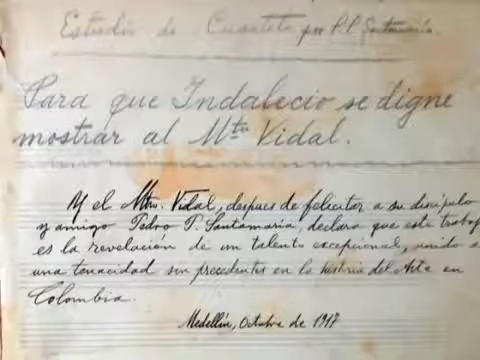 Estudio de Cuarteto por P.P. Santamaría.
Para que Indalecio se digne
mostrar al Mtro Vidal.
Y el Mtro. Vidal, despues de felicitar a su discípulo
y amigo Pedro P. Santamaría, declara que este trabajo
es la revelacion de un talento excepcional, unido a
una tenacidad sin precedentes en la historia del Arte en
Colombia.
Medellín, Octubre de 1917